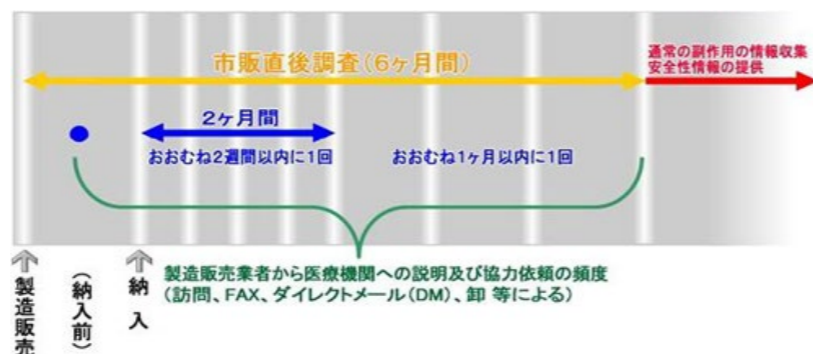 市販直後調査(6ヶ月間)
通常の副作用の情報収集
安全性情報の提供
2ヶ月間
おおむね2週間以内に1回
おおむね1ヶ月以内に1回
製造販売業者から医療機関への説明及び協力依頼の頻度
(訪問、FAX、ダイレクトメール(DM)、卸 等による)
製造販売
(納入前)
納入